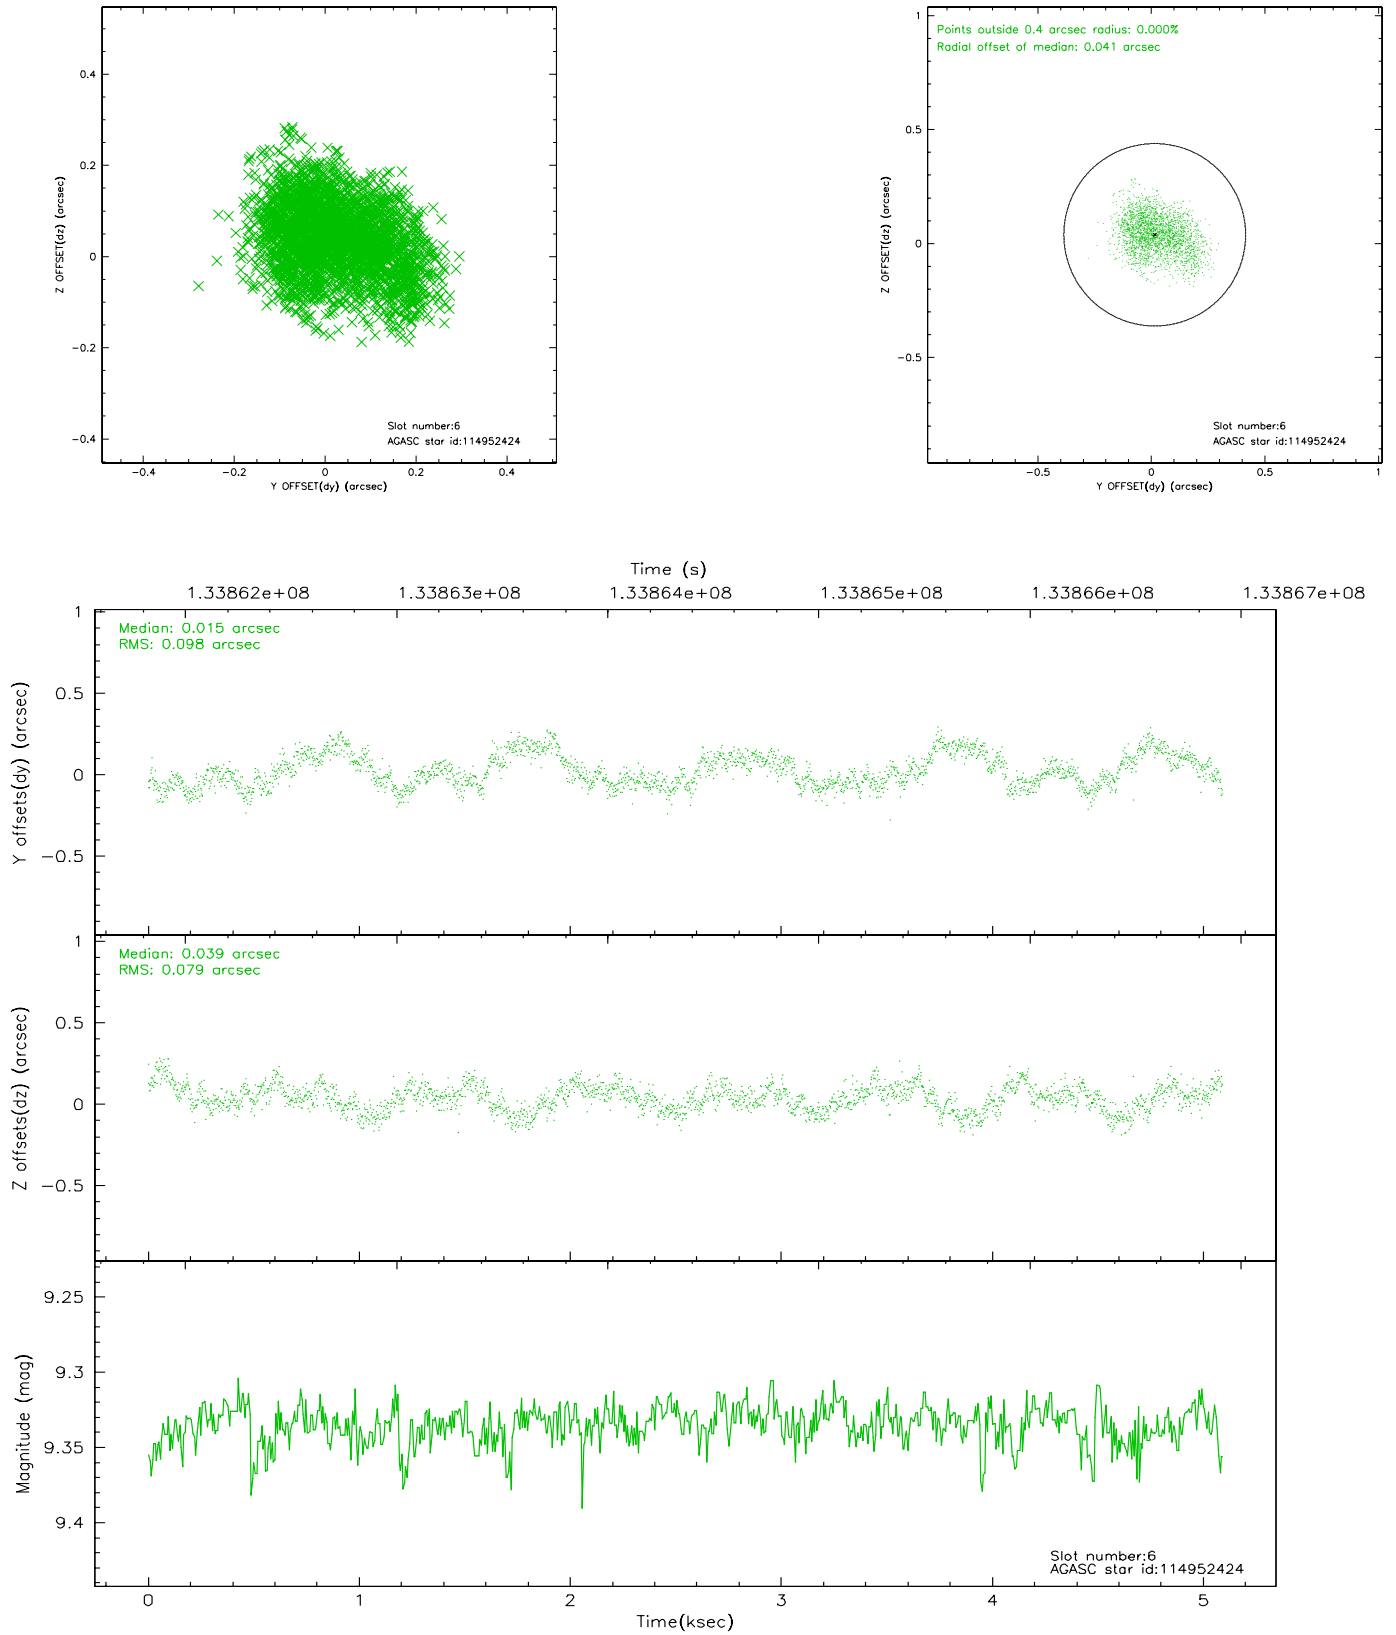 0.4
0.2
0
-0.2
-0.4
Z OFFSET(dz) (arcsec)
Slot number:6
AGASC star id:114952424
-0.4 -0.2 0 0.2 0.4
Y OFFSET(dy) (arcsec)
Points outside 0.4 arcsec radius: 0.000%
Radial offset of median: 0.041 arcsec
1
0.5
0
-0.5
Z OFFSET(dz) (arcsec)
Slot number:6
AGASC star id:114952424
-0.5 0 0.5 1
Y OFFSET(dy) (arcsec)
Time (s)
1.33862e+08 1.33863e+08 1.33864e+08 1.33865e+08 1.33866e+08 1.33867e+08
Median: 0.015 arcsec
RMS: 0.098 arcsec
1
0.5
0
-0.5
Y offsets(dy) (arcsec)
Median: 0.039 arcsec
RMS: 0.079 arcsec
1
0.5
0
-0.5
Z offsets(dz) (arcsec)
9.25
9.3
9.35
9.4
Magnitude (mag)
Slot number:6
AGASC star id:114952424
0 1 2 3 4 5
Time(ksec)